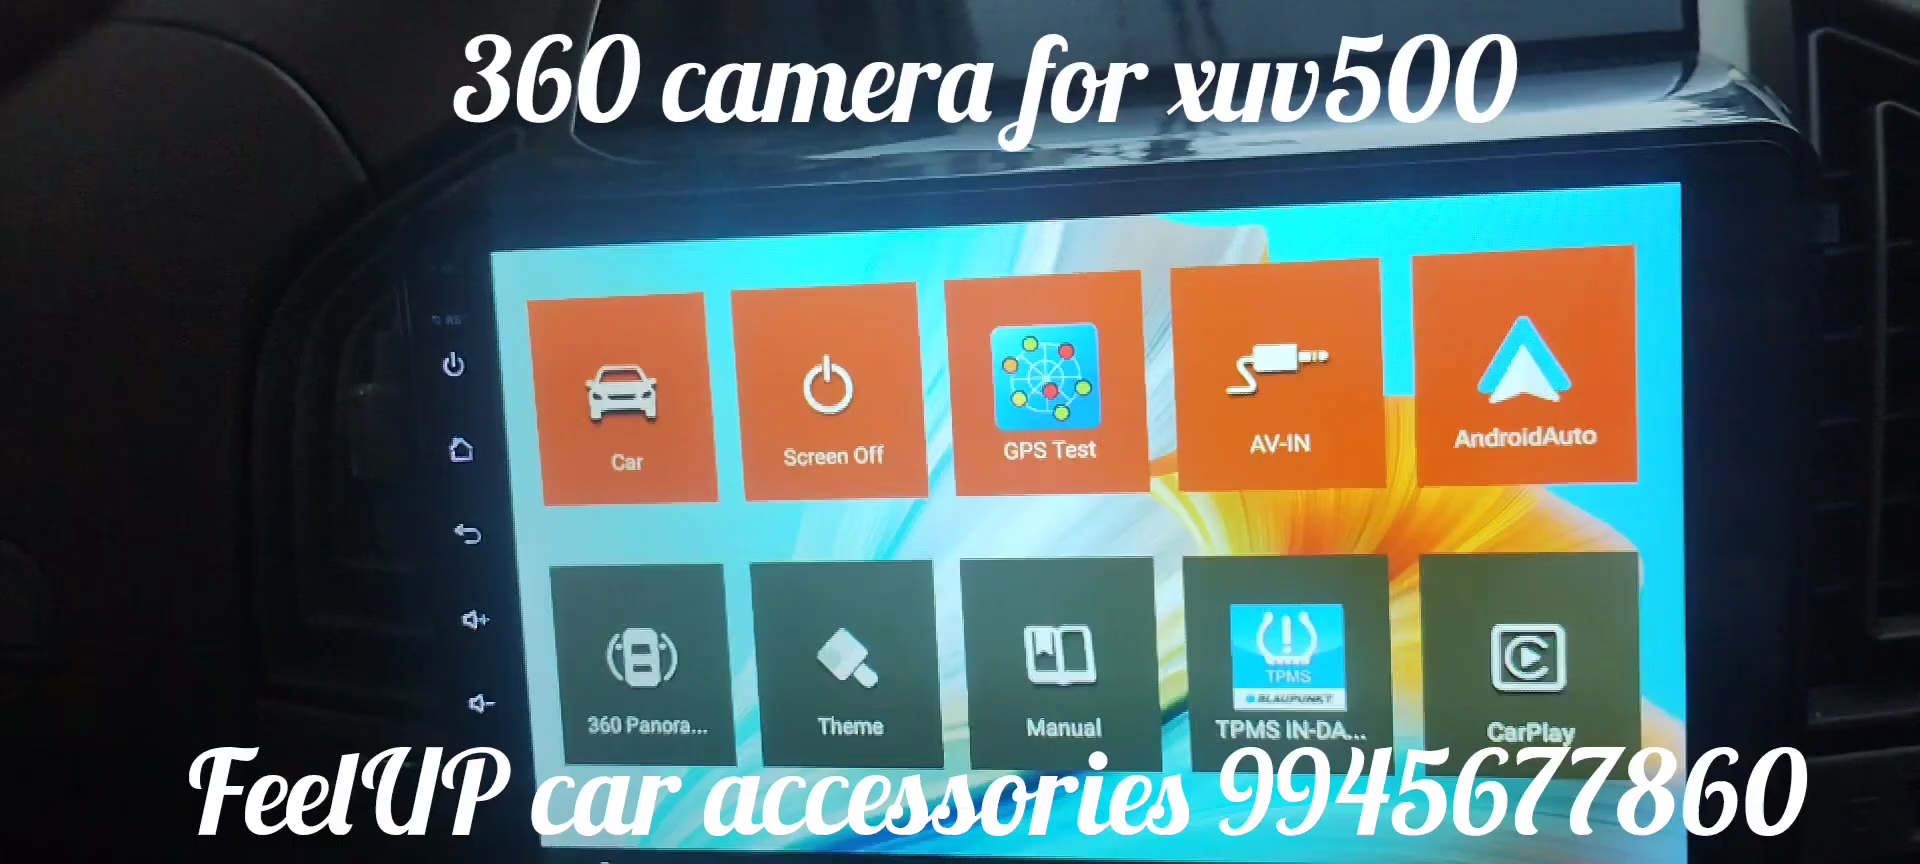 360 camera for xuv500
Car
Screen Off
GPS Test
AV-IN
AndroidAuto
360 Panora...
Theme
Manual
TPMS
BLAUPUNKT
TPMS IN-DA...
CarPlay
FeelUP car accessories 9945677860